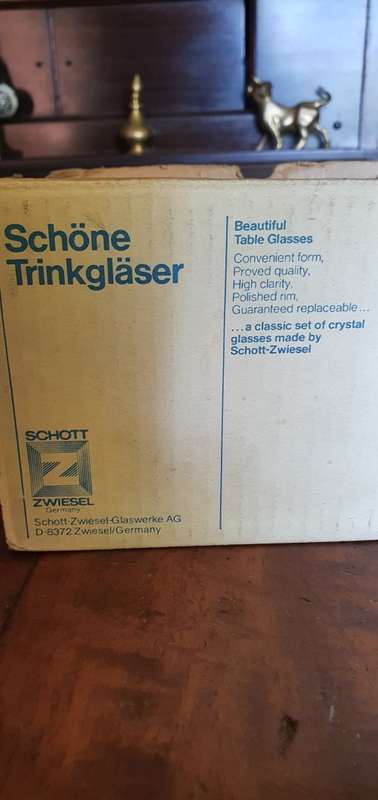 Schöne
Trinkgläser
Beautiful
Table Glasses
Convenient form,
Proved quality,
High clarity,
Polished rim,
Guaranteed replaceable...
...a classic set of crystal
glasses made by
Schott-Zwiesel
SCHOTT
Z
ZWIESEL
Germany
Schott-Zwiesel-Glaswerke AG
D-8372 Zwiesel/Germany